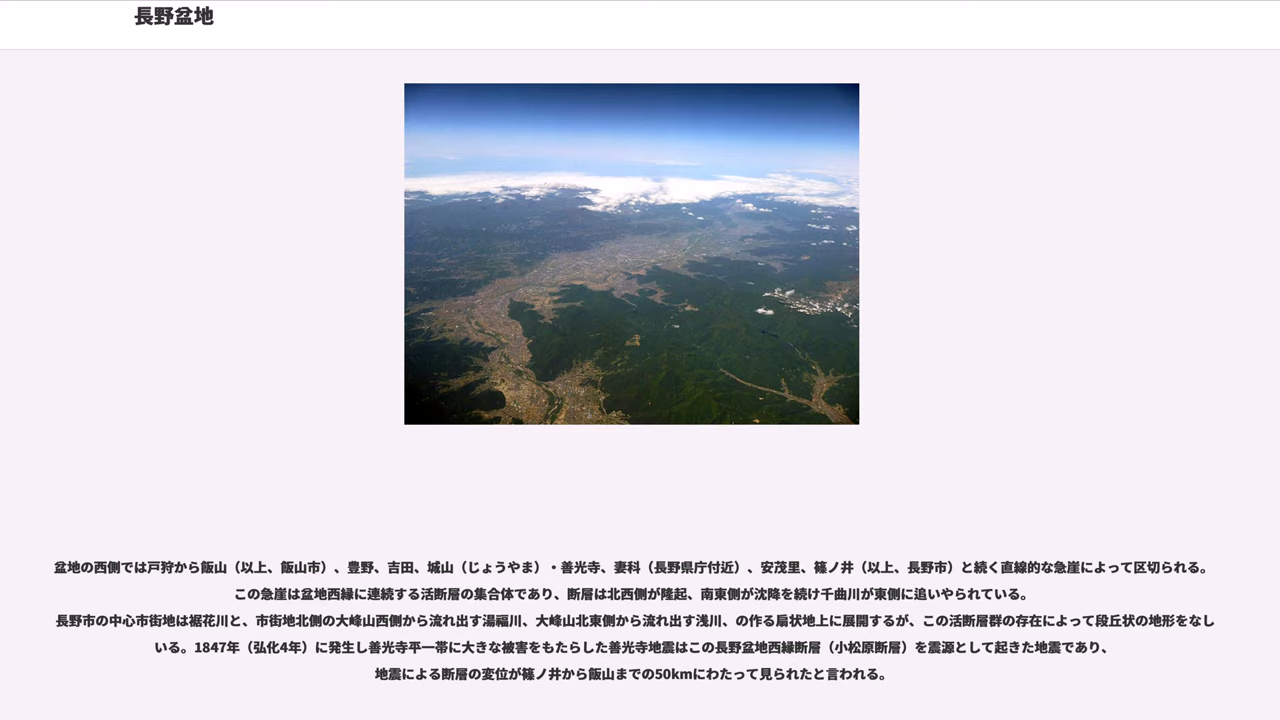 長野盆地
盆地の西側では戸狩から飯山（以上、飯山市）、豊野、吉田、城山（じょうやま）・善光寺、妻科（長野県庁付近）、安茂里、篠ノ井（以上、長野市）と続く直線的な急崖によって区切られる。
この急崖は盆地西縁に連続する活断層の集合体であり、断層は北西側が隆起、南東側が沈降を続け千曲川が東側に追いやられている。
長野市の中心市街地は裾花川と、市街地北側の大峰山西側から流れ出す湯福川、大峰山北東側から流れ出す浅川、の作る扇状地上に展開するが、この活断層群の存在によって段丘状の地形をなし
いる。1847年（弘化4年）に発生し善光寺平一帯に大きな被害をもたらした善光寺地震はこの長野盆地西縁断層（小松原断層）を震源として起きた地震であり、
地震による断層の変位が篠ノ井から飯山までの50kmにわたって見られたと言われる。